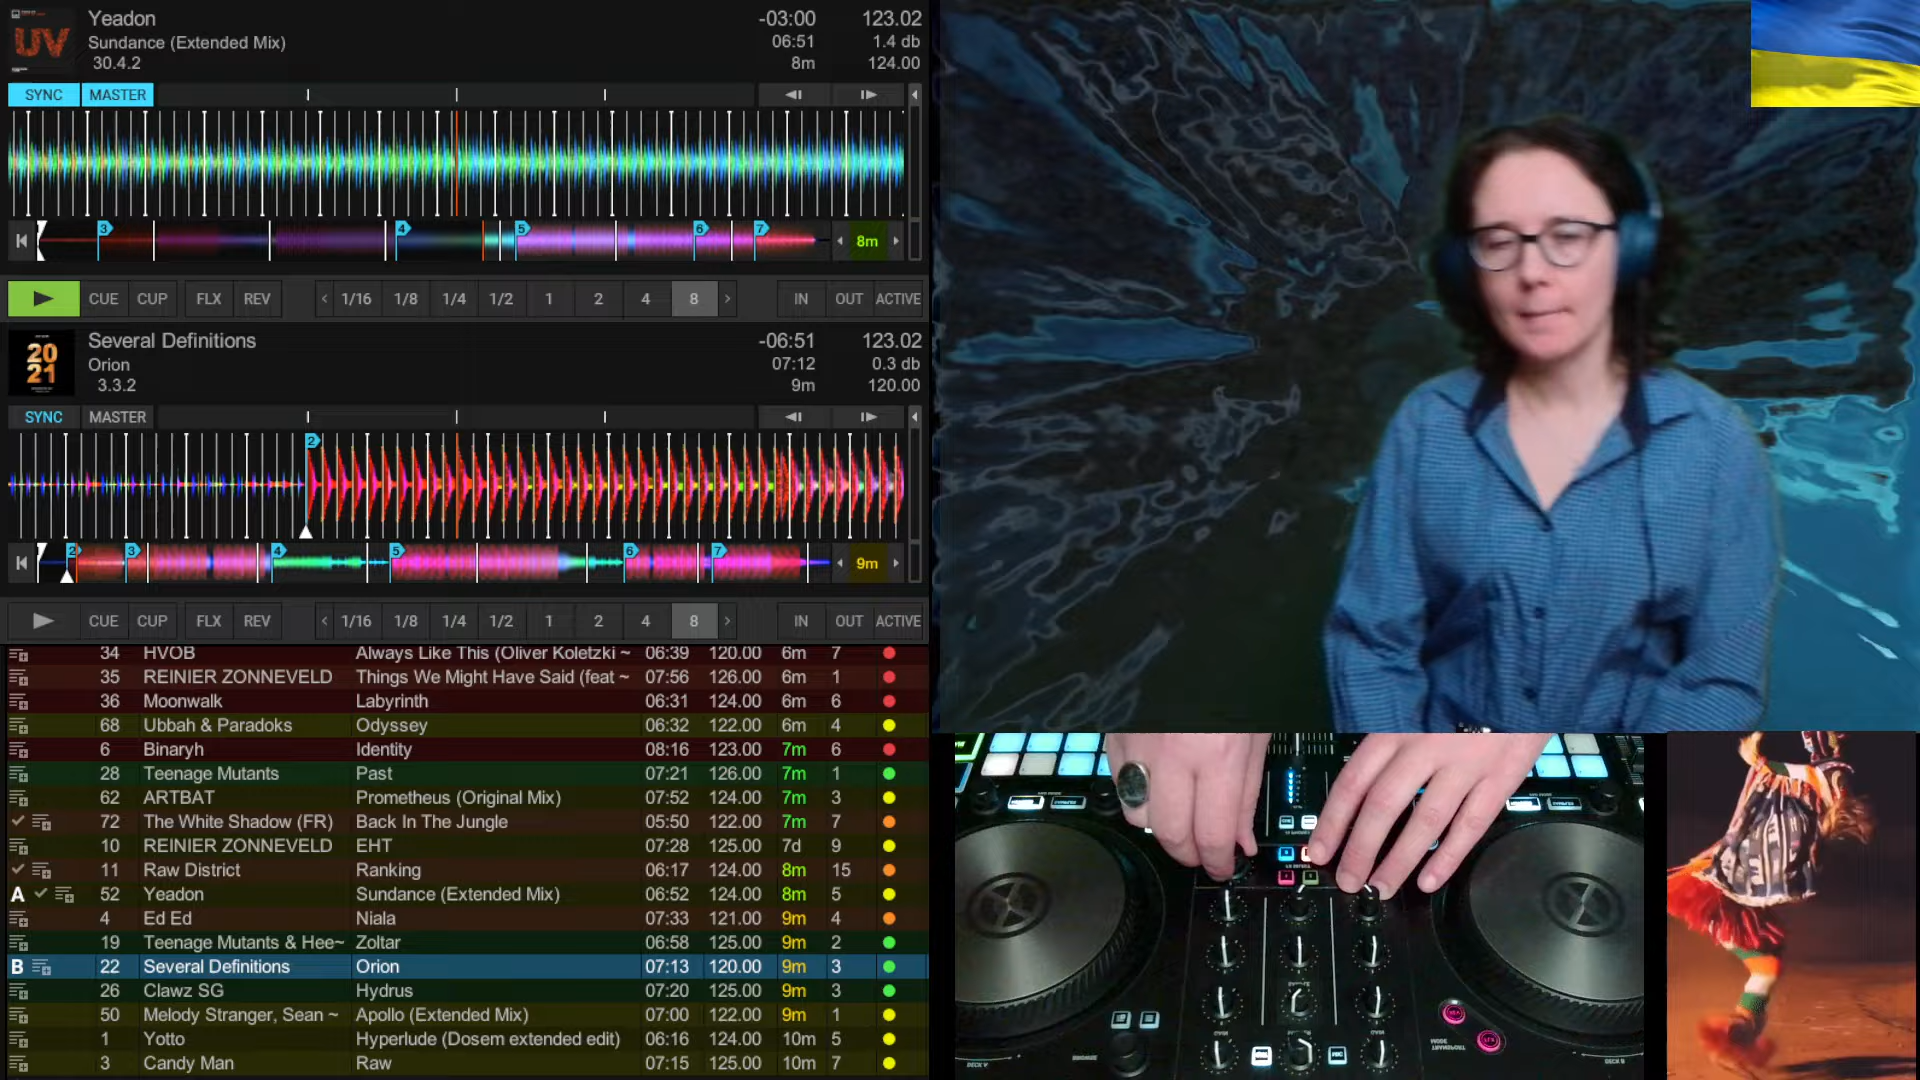 UV
Yeadon
Sundance (Extended Mix)
30.4.2
-03:00 123.02
06:51 1.4 db
8m 124.00
SYNC MASTER
3 4 5 6 7 8m
CUE CUP FLX REV 1/16 1/8 1/4 1/2 1 2 4 8 IN OUT ACTIVE
20
21
Several Definitions
Orion
3.3.2
-06:51 123.02
07:12 0.3 db
9m 120.00
SYNC MASTER
2
2 3 4 5 6 7 9m
CUE CUP FLX REV 1/16 1/8 1/4 1/2 1 2 4 8 IN OUT ACTIVE
34 HVOB Always Like This (Oliver Koletzki ~ 06:39 120.00 6m 7
35 REINIER ZONNEVELD Things We Might Have Said (feat ~ 07:56 126.00 6m 1
36 Moonwalk Labyrinth 06:31 124.00 6m 6
68 Ubbah & Paradoks Odyssey 06:32 122.00 6m 4
6 Binaryh Identity 08:16 123.00 7m 6
28 Teenage Mutants Past 07:21 126.00 7m 1
62 ARTBAT Prometheus (Original Mix) 07:52 124.00 7m 3
72 The White Shadow (FR) Back In The Jungle 05:50 122.00 7m 7
10 REINIER ZONNEVELD EHT 07:28 125.00 7d 9
11 Raw District Ranking 06:17 124.00 8m 15
A 52 Yeadon Sundance (Extended Mix) 06:52 124.00 8m 5
4 Ed Ed Niala 07:33 121.00 9m 4
19 Teenage Mutants & Hee~ Zoltar 06:58 125.00 9m 2
B 22 Several Definitions Orion 07:13 120.00 9m 3
26 Clawz SG Hydrus 07:20 125.00 9m 3
50 Melody Stranger, Sean ~ Apollo (Extended Mix) 07:00 122.00 9m 1
1 Yotto Hyperlude (Dosem extended edit) 06:16 124.00 10m 5
3 Candy Man Raw 07:15 125.00 10m 7